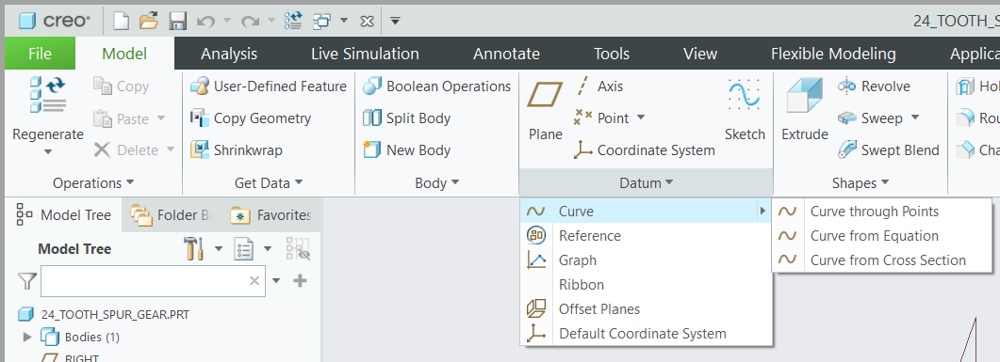 creo®
24_TOOTH_SP
File Model Analysis Live Simulation Annotate Tools View Flexible Modeling Applica
Copy User-Defined Feature Boolean Operations Axis Revolve Hol
Paste Copy Geometry Split Body Point Sweep Rou
Regenerate Plane Sketch Extrude
Delete Shrinkwrap New Body Coordinate System Swept Blend Cha
Operations Get Data Body Datum Shapes
Model Tree Folder B Favorites
Curve
Reference
Graph
Ribbon
Offset Planes
Default Coordinate System
Curve through Points
Curve from Equation
Curve from Cross Section
Model Tree
24_TOOTH_SPUR_GEAR.PRT
Bodies (1)
RIGHT